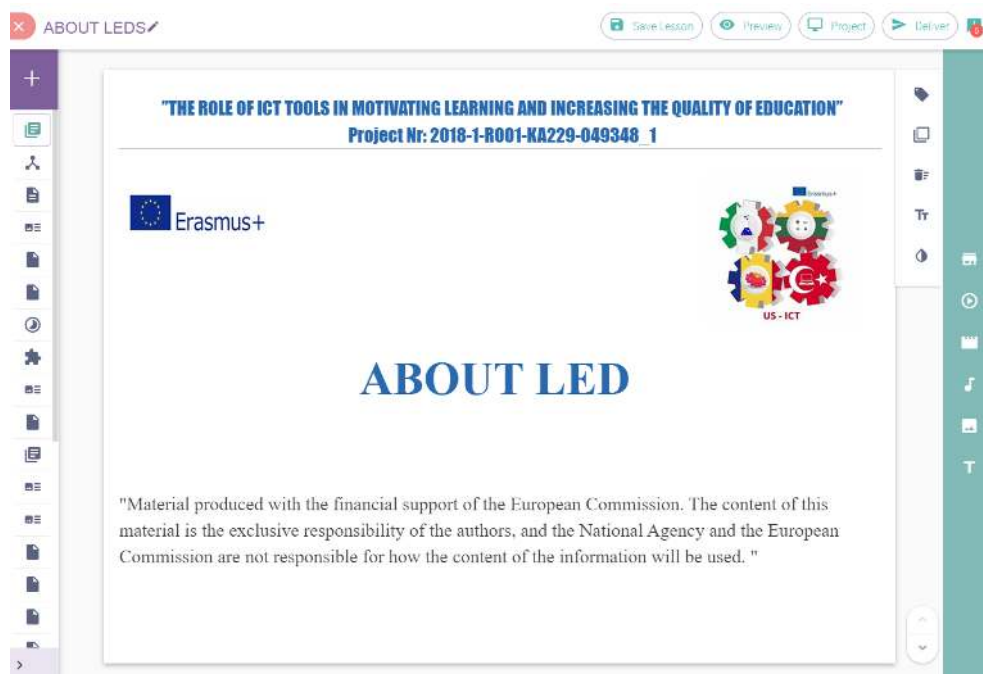 ABOUT LEDS
Save Lesson
Preview
Project
Deliver
"THE ROLE OF ICT TOOLS IN MOTIVATING LEARNING AND INCREASING THE QUALITY OF EDUCATION"
Project Nr: 2018-1-RO01-KA229-049348_1
Erasmus+
Erasmus+
US - ICT
ABOUT LED
"Material produced with the financial support of the European Commission. The content of this
material is the exclusive responsibility of the authors, and the National Agency and the European
Commission are not responsible for how the content of the information will be used. "